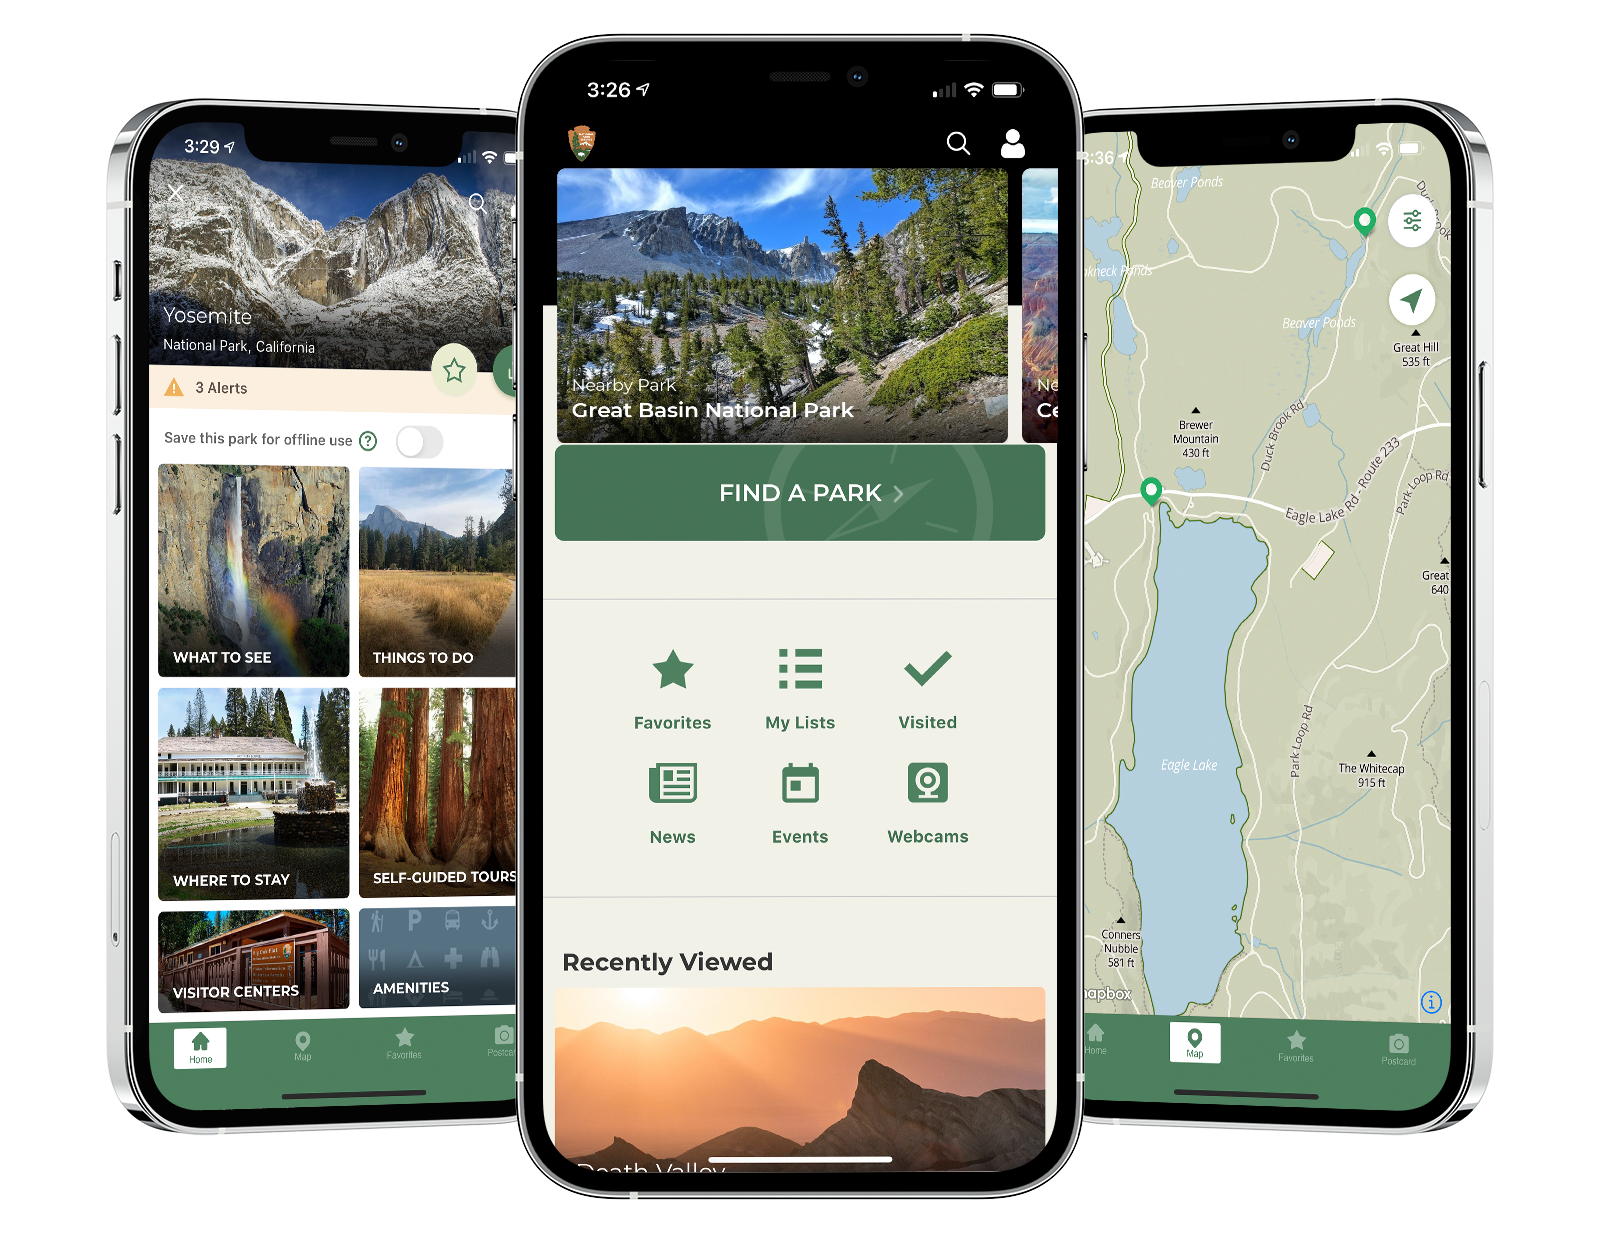 3:29
Yosemite
National Park, California
3 Alerts
Save this park for offline use ?
WHAT TO SEE
THINGS TO DO
WHERE TO STAY
SELF-GUIDED TOURS
VISITOR CENTERS
AMENITIES
Home
Map
Favorites
Postcar
3:26
Nearby Park
Great Basin National Park
Ne
Ce
FIND A PARK
Favorites
My Lists
Visited
News
Events
Webcams
Recently Viewed
Death Valley
3:36
Beaver Ponds
kneck Ponds
Beaver Ponds
Duck Brook
Great Hill
535 ft
Brewer
Mountain
430 ft
Duck Brook Rd
Eagle Lake Rd - Route 233
Park Loop Rd
Great
640
Eagle Lake
Park Loop Rd
The Whitecap
915 ft
Conners
Nubble
581 ft
apbox
Home
Map
Favorites
Postcard